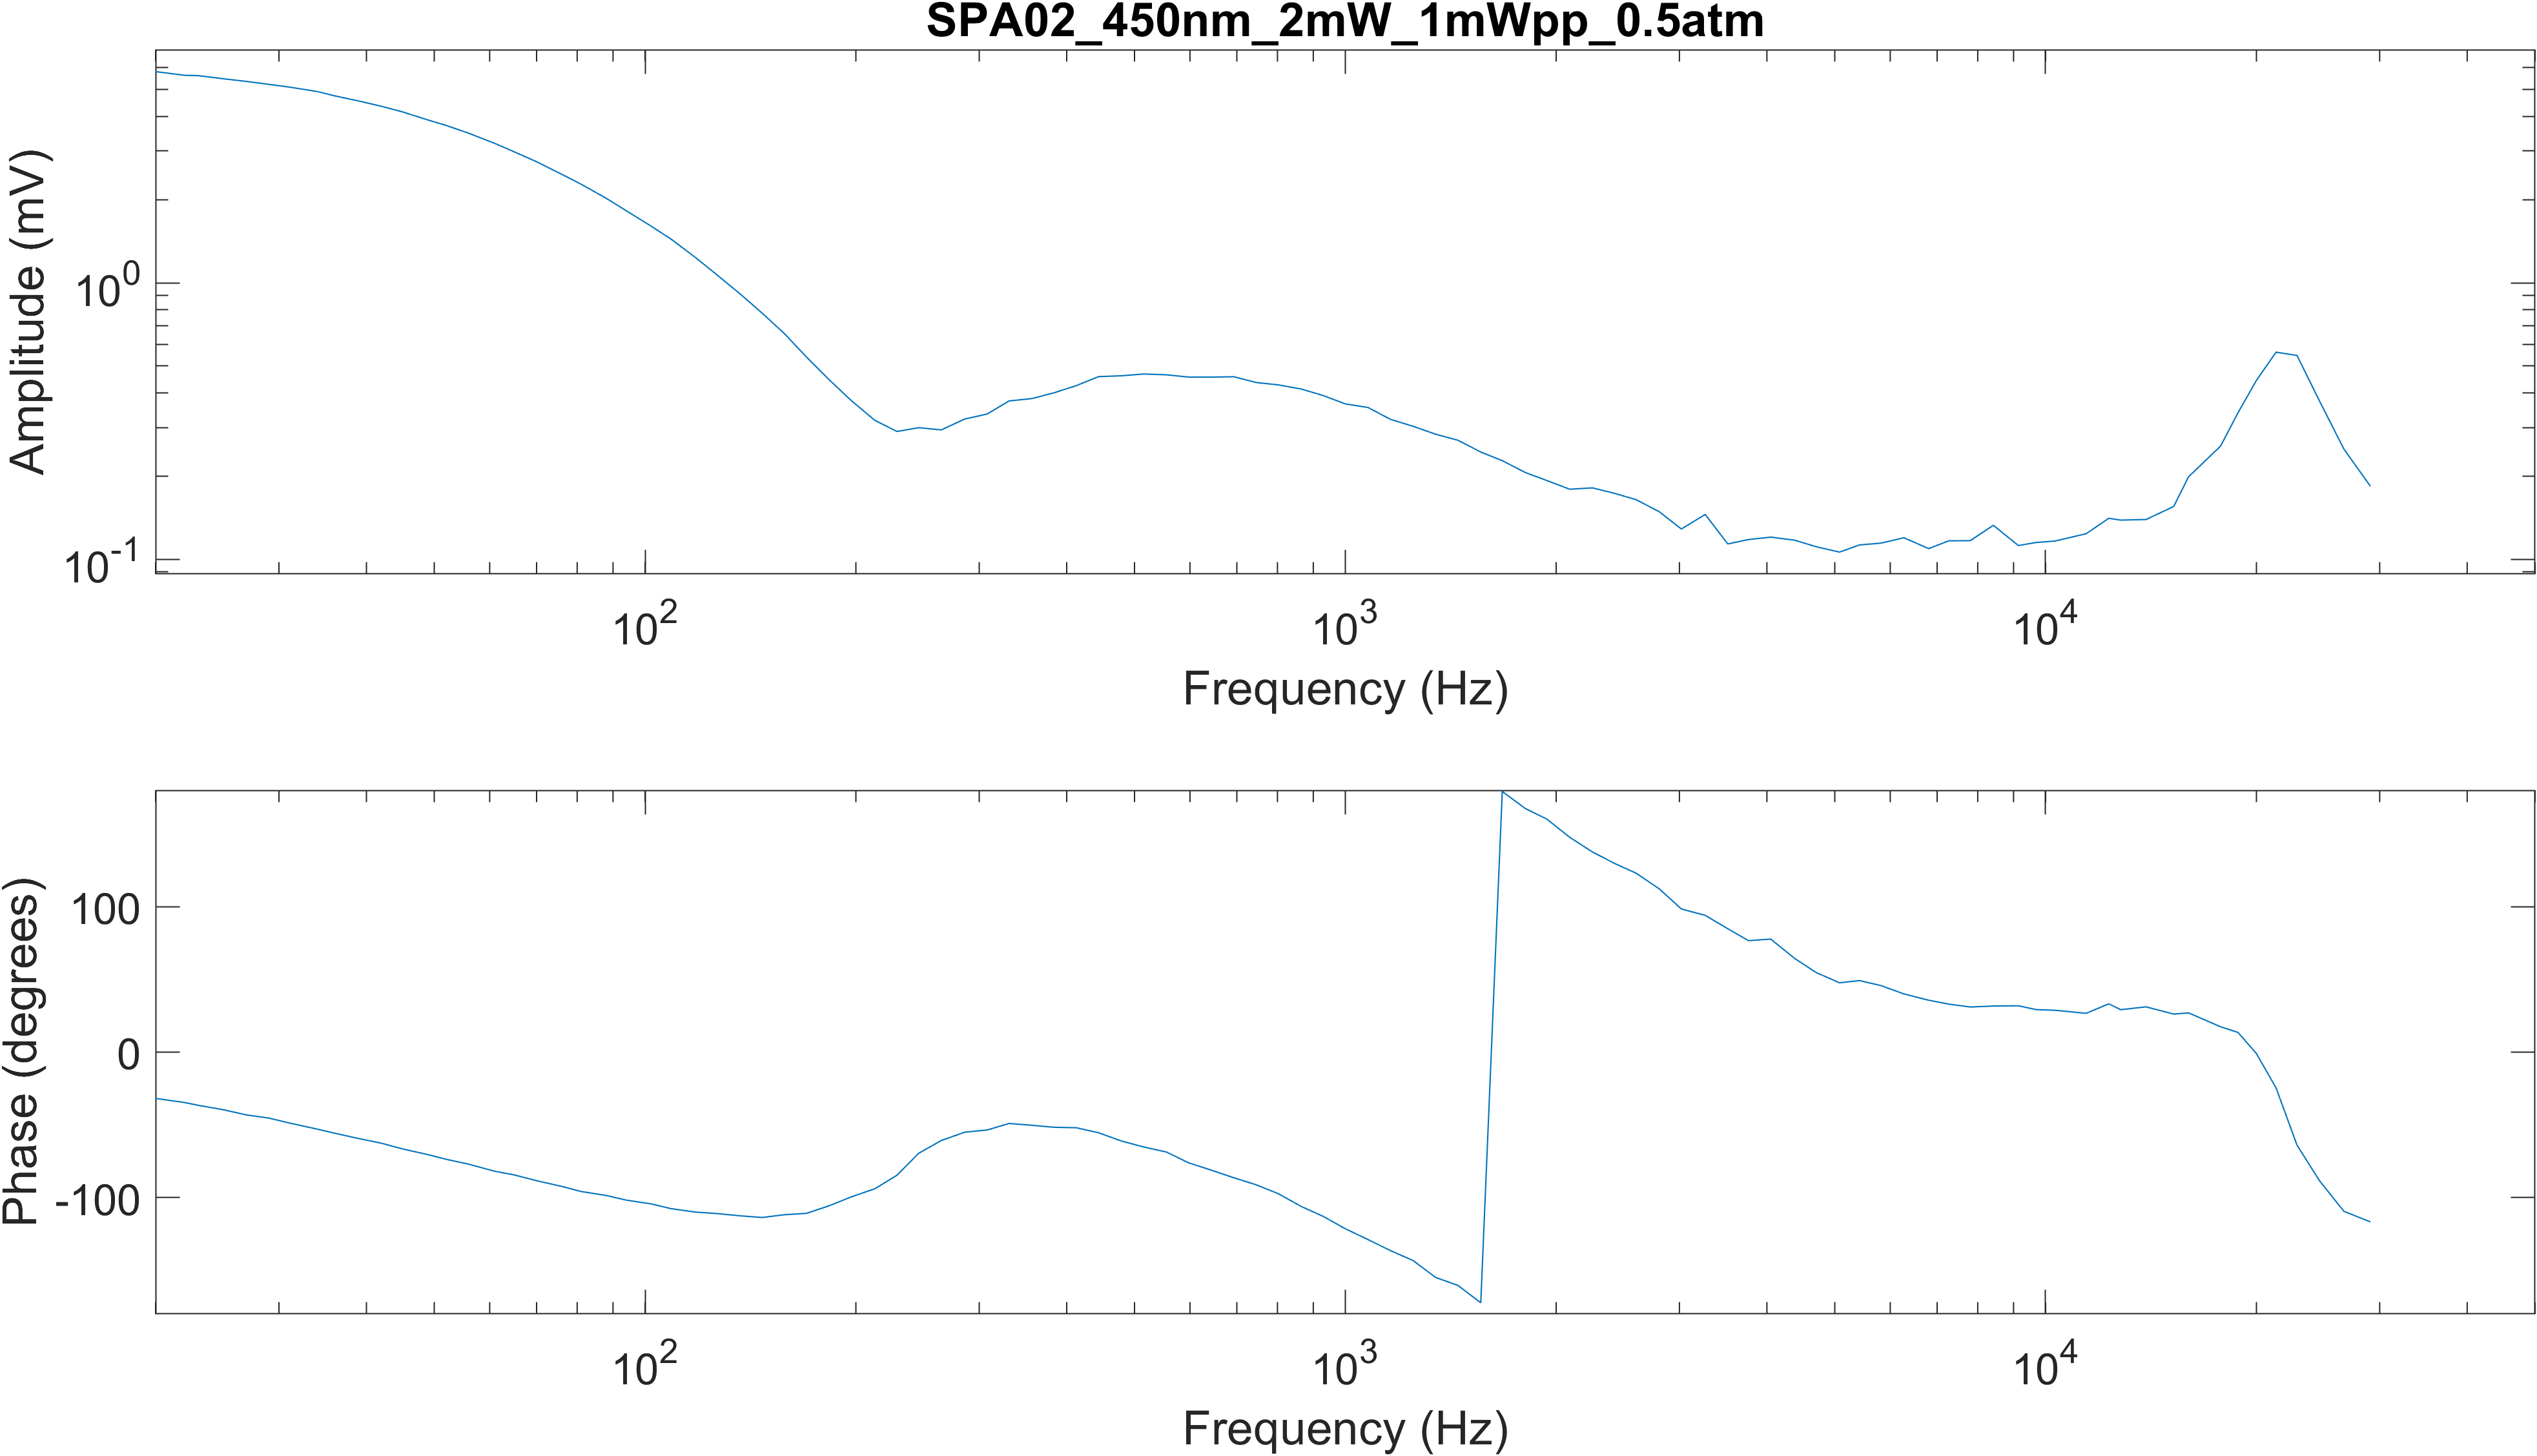 SPA02_450nm_2mW_1mWpp_0.5atm
Amplitude (mV)
10^0
10^-1
10^2
10^3
10^4
Frequency (Hz)
Phase (degrees)
100
0
-100
10^2
10^3
10^4
Frequency (Hz)